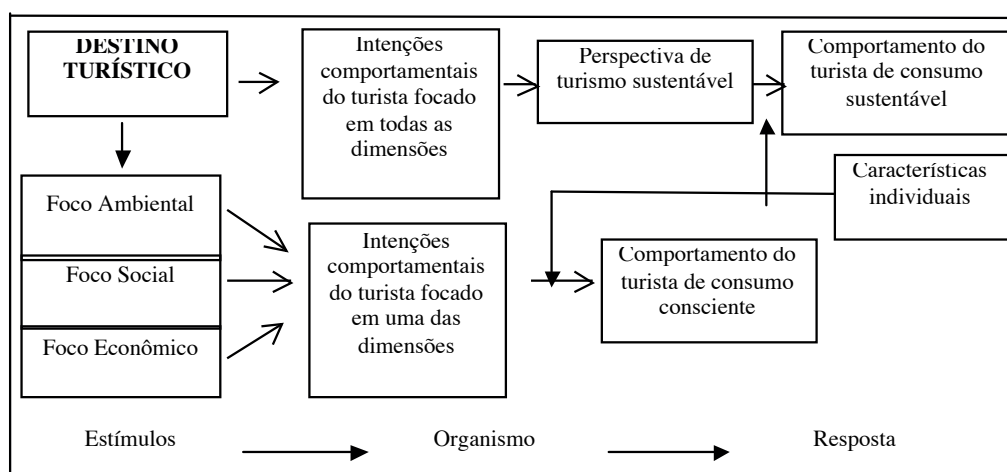 DESTINO
TURÍSTICO
Intenções
comportamentais
do turista focado
em todas as
dimensões
Perspectiva de
turismo sustentável
Comportamento do
turista de consumo
sustentável
Características
individuais
Foco Ambiental
Foco Social
Foco Econômico
Intenções
comportamentais
do turista focado
em uma das
dimensões
Comportamento do
turista de consumo
consciente
Estímulos
Organismo
Resposta